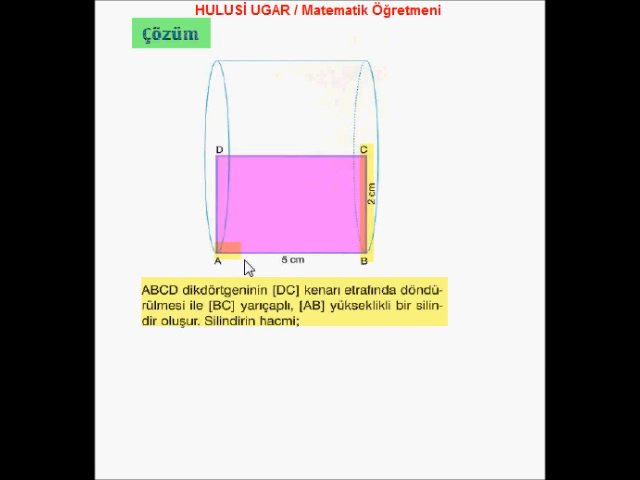 HULUSİ UGAR / Matematik Öğretmeni
Çözüm
D C
2 cm
A 5 cm B
ABCD dikdörtgeninin [DC] kenarı etrafında döndü-
rülmesi ile [BC] yarıçaplı, [AB] yükseklikli bir silin-
dir oluşur. Silindirin hacmi;